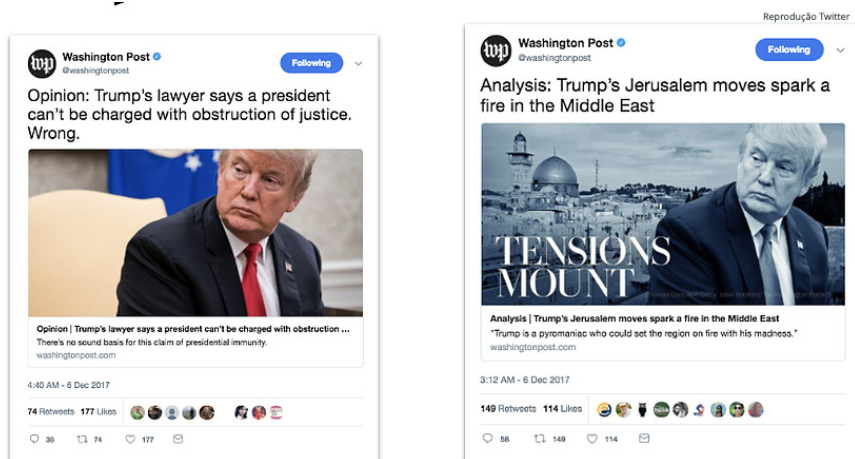 Reprodução Twitter
wp
Washington Post
@washingtonpost
Following
Opinion: Trump's lawyer says a president
can't be charged with obstruction of justice.
Wrong.
Opinion | Trump's lawyer says a president can't be charged with obstruction ...
There's no sound basis for this claim of presidential immunity.
washingtonpost.com
4:40 AM - 6 Dec 2017
74 Retweets 177 Likes
38 74 177
wp
Washington Post
@washingtonpost
Following
Analysis: Trump's Jerusalem moves spark a
fire in the Middle East
TENSIONS
MOUNT
Analysis | Trump's Jerusalem moves spark a fire in the Middle East
"Trump is a pyromaniac who could set the region on fire with his madness."
washingtonpost.com
3:12 AM - 6 Dec 2017
149 Retweets 114 Likes
58 149 114